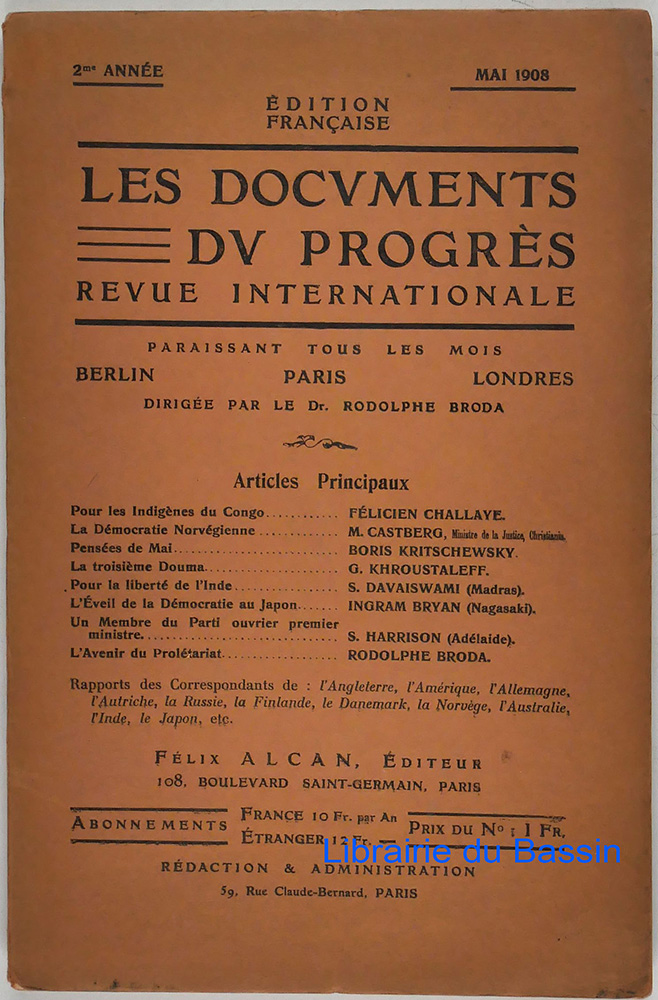 2me ANNÉE
MAI 1908
ÉDITION
FRANÇAISE
LES DOCVMENTS
DV PROGRÈS
REVUE INTERNATIONALE
PARAISSANT TOUS LES MOIS
BERLIN PARIS LONDRES
DIRIGÉE PAR LE Dr. RODOLPHE BRODA
Articles Principaux
Pour les Indigènes du Congo............ FÉLICIEN CHALLAYE.
La Démocratie Norvégienne ............. M. CASTBERG, Ministre de la Justice, Christiania.
Pensées de Mai........................... BORIS KRITSCHEWSKY.
La troisième Douma...................... G. KHROUSTALEFF.
Pour la liberté de l'Inde................. S. DAVAISWAMI (Madras).
L'Éveil de la Démocratie au Japon....... INGRAM BRYAN (Nagasaki).
Un Membre du Parti ouvrier premier
ministre................................ S. HARRISON (Adélaide).
L'Avenir du Prolétariat................... RODOLPHE BRODA.
Rapports des Correspondants de : l'Angleterre, l'Amérique, l'Allemagne,
l'Autriche, la Russie, la Finlande, le Danemark, la Norvège, l'Australie,
l'Inde, le Japon, etc.
FÉLIX ALCAN, ÉDITEUR
108, BOULEVARD SAINT-GERMAIN, PARIS
ABONNEMENTS
FRANCE 10 Fr. par An
ÉTRANGER 12 Fr. —
PRIX DU No : 1 FR.
Librairie du Bassin
RÉDACTION & ADMINISTRATION
59, Rue Claude-Bernard, PARIS